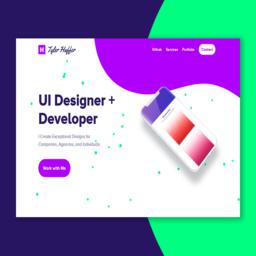 Tyler Huffor
Github Services Portfolio Contact
UI Designer +
Developer
I Create Exceptional Designs for
Companies, Agencies, and Individuals
Work with Me